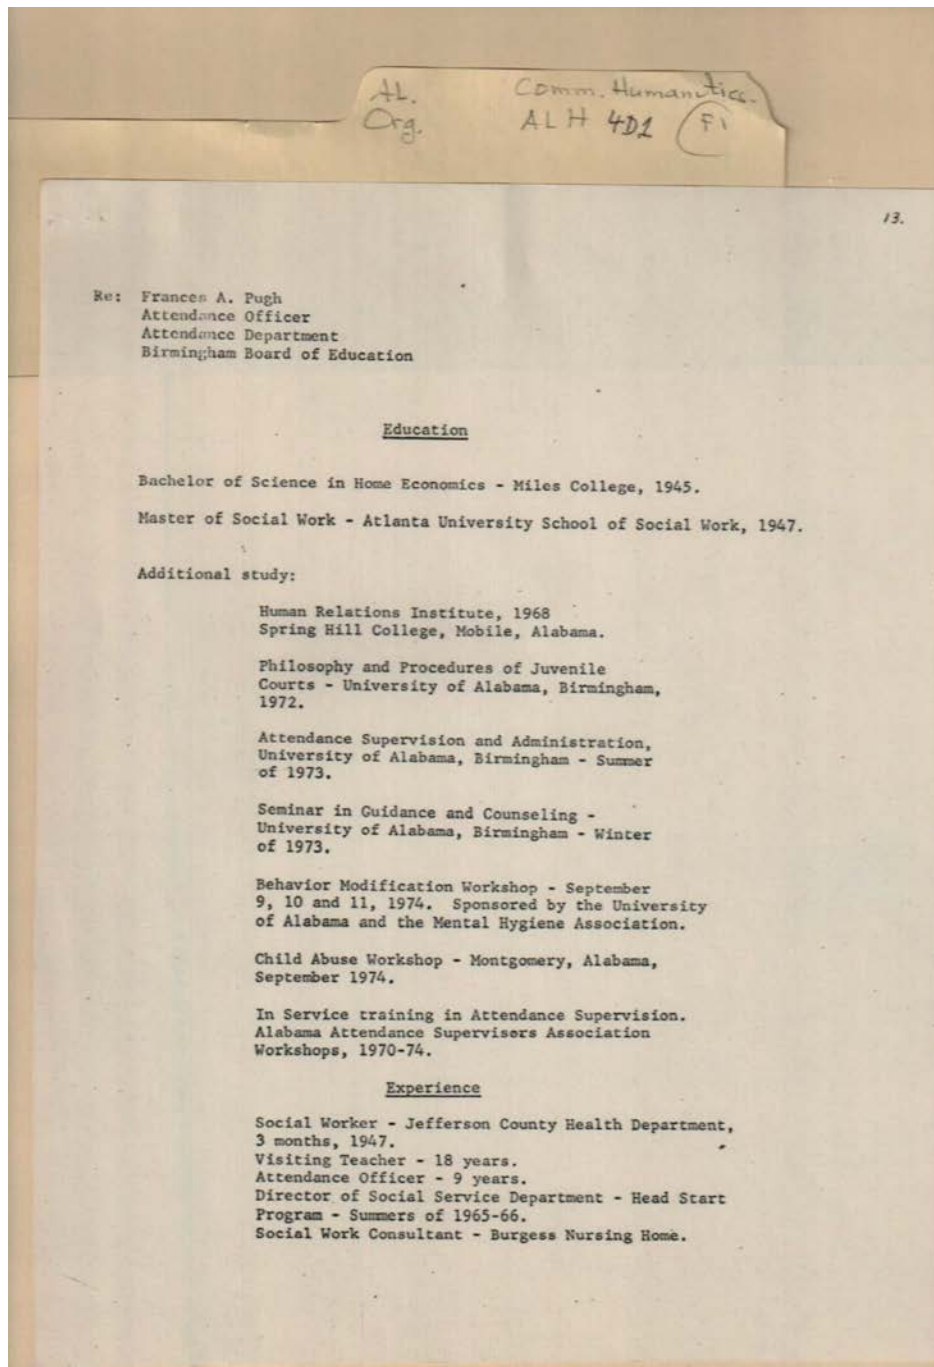 AL. Comm. Humanities.
Org. ALH 4D1 F1
13.
Re: Frances A. Pugh
Attendance Officer
Attendance Department
Birmingham Board of Education
Education
Bachelor of Science in Home Economics - Miles College, 1945.
Master of Social Work - Atlanta University School of Social Work, 1947.
Additional study:
Human Relations Institute, 1968
Spring Hill College, Mobile, Alabama.
Philosophy and Procedures of Juvenile
Courts - University of Alabama, Birmingham,
1972.
Attendance Supervision and Administration,
University of Alabama, Birmingham - Summer
of 1973.
Seminar in Guidance and Counseling -
University of Alabama, Birmingham - Winter
of 1973.
Behavior Modification Workshop - September
9, 10 and 11, 1974. Sponsored by the University
of Alabama and the Mental Hygiene Association.
Child Abuse Workshop - Montgomery, Alabama,
September 1974.
In Service training in Attendance Supervision.
Alabama Attendance Supervisors Association
Workshops, 1970-74.
Experience
Social Worker - Jefferson County Health Department,
3 months, 1947.
Visiting Teacher - 18 years.
Attendance Officer - 9 years.
Director of Social Service Department - Head Start
Program - Summers of 1965-66.
Social Work Consultant - Burgess Nursing Home.